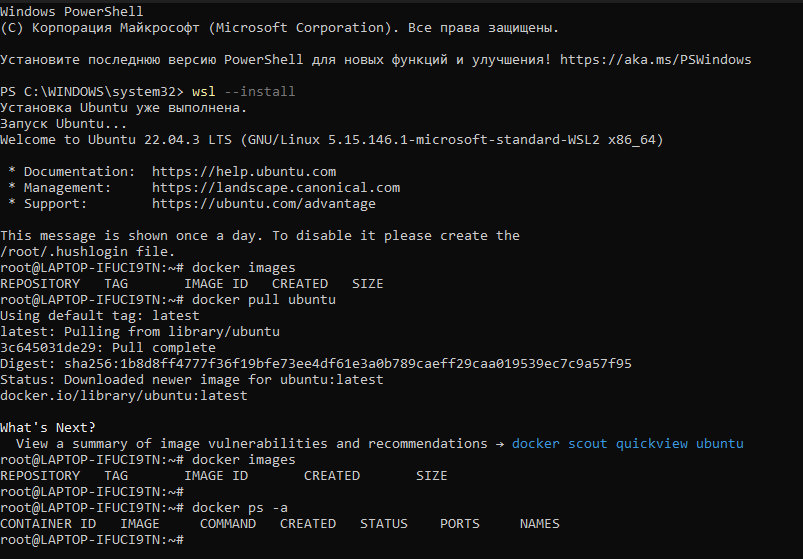 Windows PowerShell
(C) Корпорация Майкрософт (Microsoft Corporation). Все права защищены.
Установите последнюю версию PowerShell для новых функций и улучшения! https://aka.ms/PSWindows
PS C:\WINDOWS\system32> wsl --install
Установка Ubuntu уже выполнена.
Запуск Ubuntu...
Welcome to Ubuntu 22.04.3 LTS (GNU/Linux 5.15.146.1-microsoft-standard-WSL2 x86_64)
* Documentation: https://help.ubuntu.com
* Management: https://landscape.canonical.com
* Support: https://ubuntu.com/advantage
This message is shown once a day. To disable it please create the
/root/.hushlogin file.
root@LAPTOP-IFUCI9TN:~# docker images
REPOSITORY TAG IMAGE ID CREATED SIZE
root@LAPTOP-IFUCI9TN:~# docker pull ubuntu
Using default tag: latest
latest: Pulling from library/ubuntu
3c645031de29: Pull complete
Digest: sha256:1b8d8ff4777f36f19bfe73ee4df61e3a0b789caeff29caa019539ec7c9a57f95
Status: Downloaded newer image for ubuntu:latest
docker.io/library/ubuntu:latest
What's Next?
View a summary of image vulnerabilities and recommendations → docker scout quickview ubuntu
root@LAPTOP-IFUCI9TN:~# docker images
REPOSITORY TAG IMAGE ID CREATED SIZE
root@LAPTOP-IFUCI9TN:~#
root@LAPTOP-IFUCI9TN:~# docker ps -a
CONTAINER ID IMAGE COMMAND CREATED STATUS PORTS NAMES
root@LAPTOP-IFUCI9TN:~#